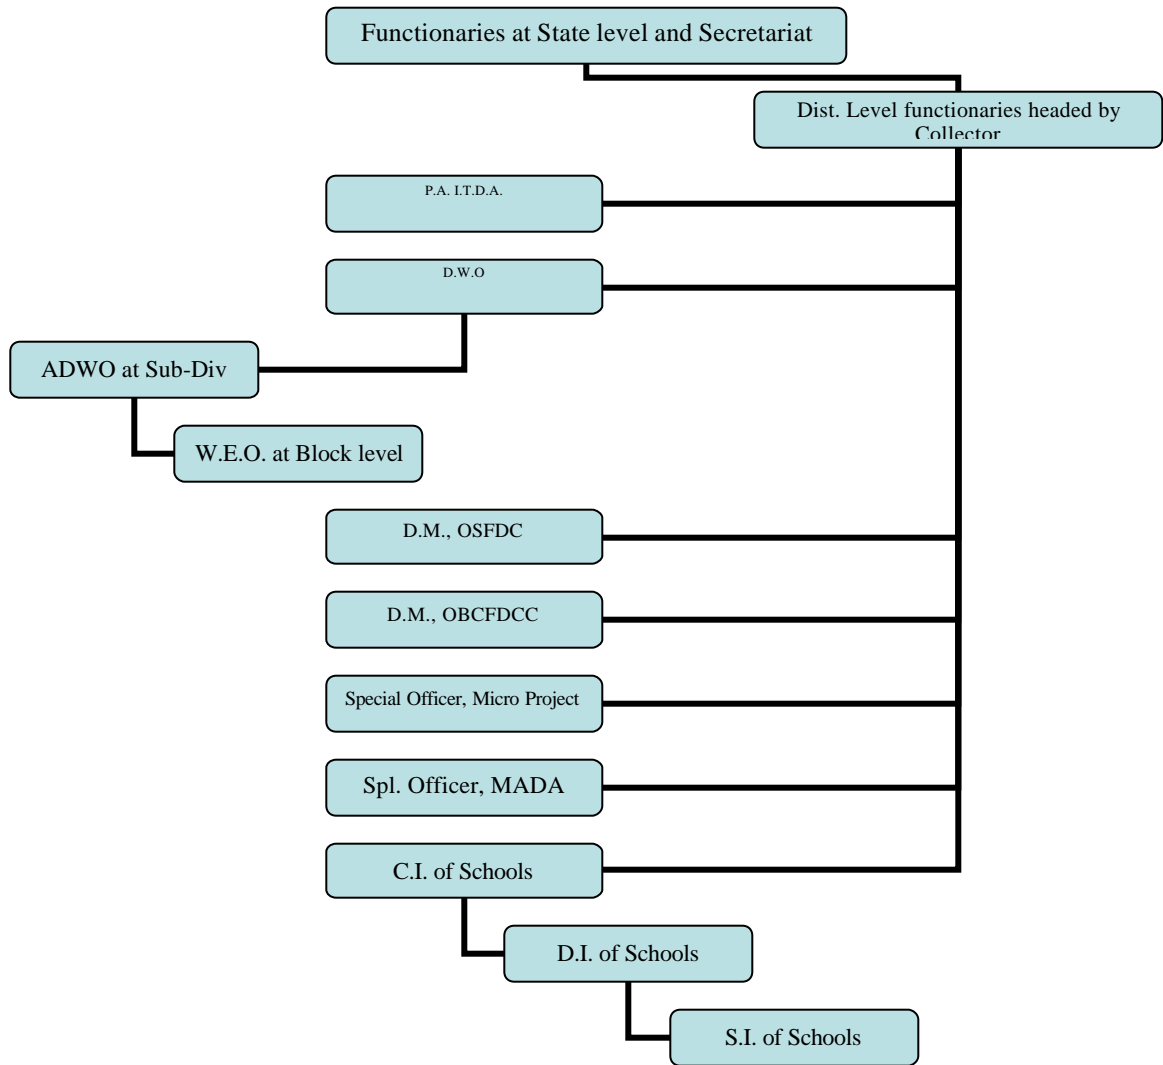 Functionaries at State level and Secretariat
Dist. Level functionaries headed by
Collector
P.A. I.T.D.A.
D.W.O
ADWO at Sub-Div
W.E.O. at Block level
D.M., OSFDC
D.M., OBCFDCC
Special Officer, Micro Project
Spl. Officer, MADA
C.I. of Schools
D.I. of Schools
S.I. of Schools